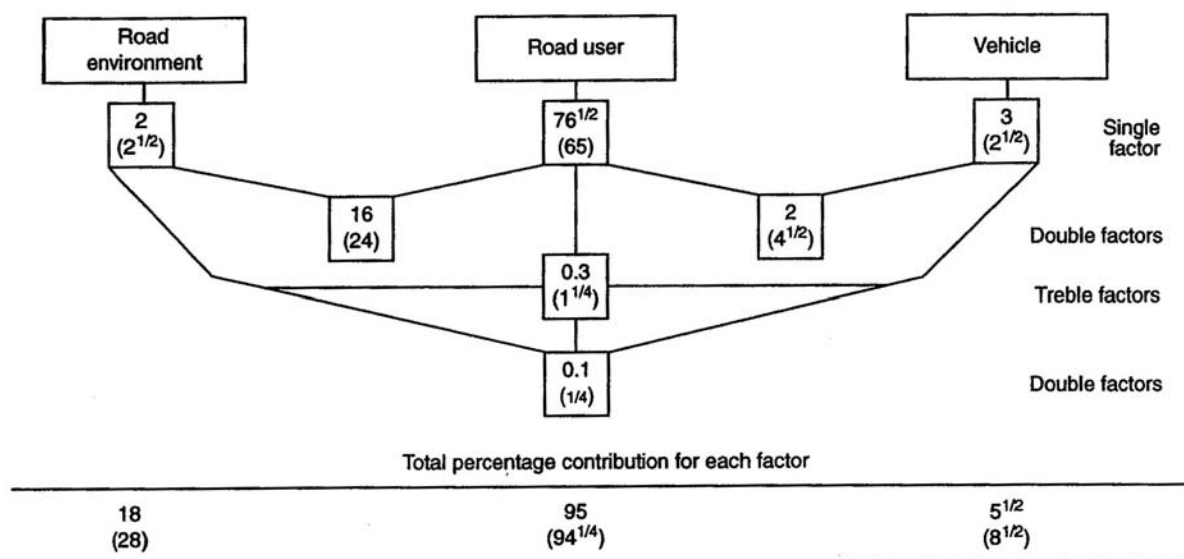 Road
environment
Road user
Vehicle
2
(2 1/2)
76 1/2
(65)
3
(2 1/2)
Single
factor
16
(24)
2
(4 1/2)
Double factors
0.3
(1 1/4)
Treble factors
0.1
(1/4)
Double factors
Total percentage contribution for each factor
18
(28)
95
(94 1/4)
5 1/2
(8 1/2)